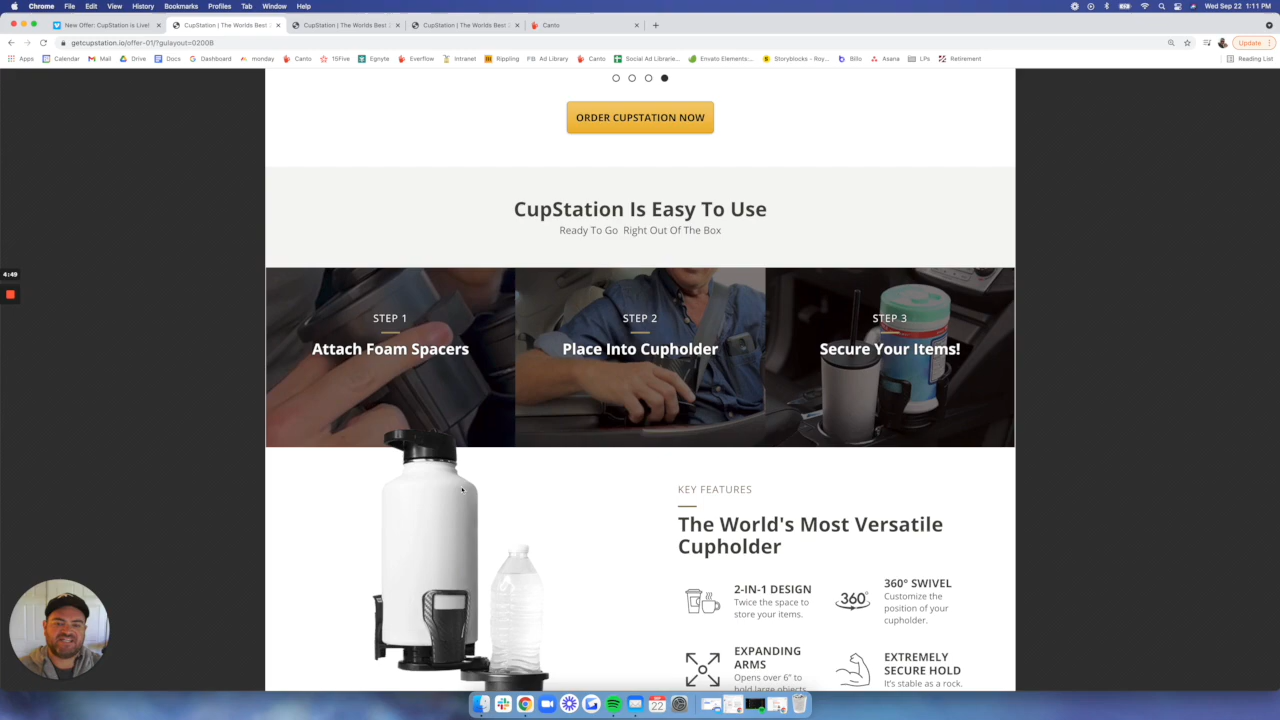 Chrome File Edit View History Bookmarks Profiles Tab Window Help
Wed Sep 22 1:11 PM
New Offer: CupStation is Live!
CupStation | The Worlds Best
CupStation | The Worlds Best
CupStation | The Worlds Best
Canto
getcupstation.io/offer-01/?gulayout=0200B
Update
Apps Calendar Mail Drive Docs Dashboard monday Canto 15Five Egnyte Everflow Intranet Rippling Ad Library Canto Social Ad Librarie... Envato Elements:... Storyblocks - Roy... Billo Asana LPs Retirement Reading List
ORDER CUPSTATION NOW
CupStation Is Easy To Use
Ready To Go Right Out Of The Box
4:49
STEP 1
Attach Foam Spacers
STEP 2
Place Into Cupholder
STEP 3
Secure Your Items!
KEY FEATURES
The World's Most Versatile
Cupholder
2-IN-1 DESIGN
Twice the space to
store your items.
360
360° SWIVEL
Customize the
position of your
cupholder.
EXPANDING
ARMS
Opens over 6" to
hold large objects
EXTREMELY
SECURE HOLD
It's stable as a rock.
22